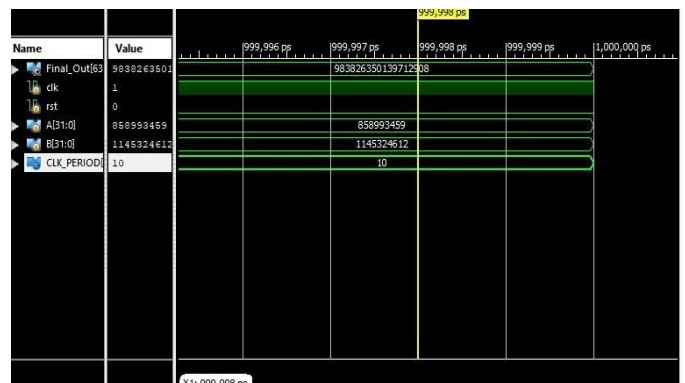 999,998 ps
Name Value 999,996 ps 999,997 ps 999,998 ps 999,999 ps 1,000,000 ps
Final_Out[63 9838263501 983826350139712908
clk 1
rst 0
A[31:0] 858993459 858993459
B[31:0] 1145324612 1145324612
CLK_PERIOD[ 10 10